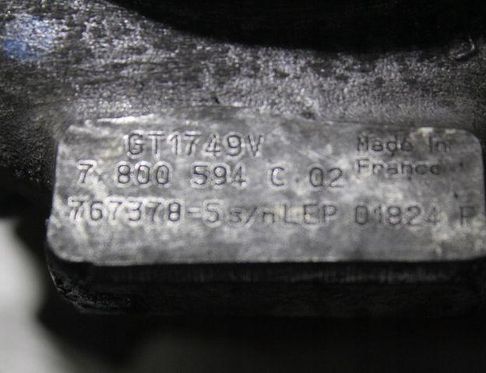 GT1749V Made In
7 800 594 C 02 France
767378-5 s/n LEP 01824 F